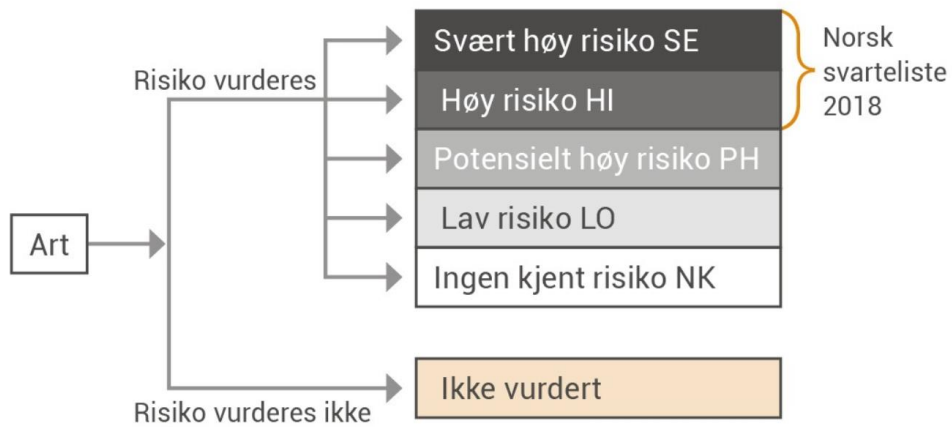 Art
Risiko vurderes
Svært høy risiko SE
Høy risiko HI
Potensielt høy risiko PH
Lav risiko LO
Ingen kjent risiko NK
Norsk
svarteliste
2018
Risiko vurderes ikke
Ikke vurdert